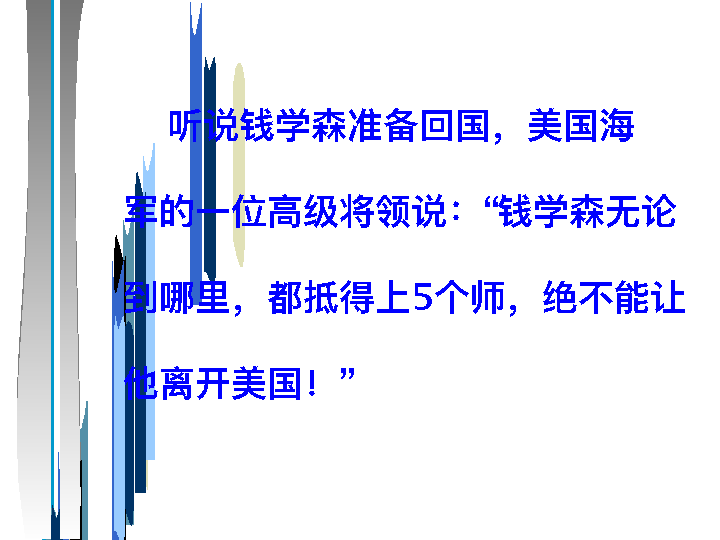 听说钱学森准备回国，美国海
军的一位高级将领说：“钱学森无论
到哪里，都抵得上5个师，绝不能让
他离开美国！”